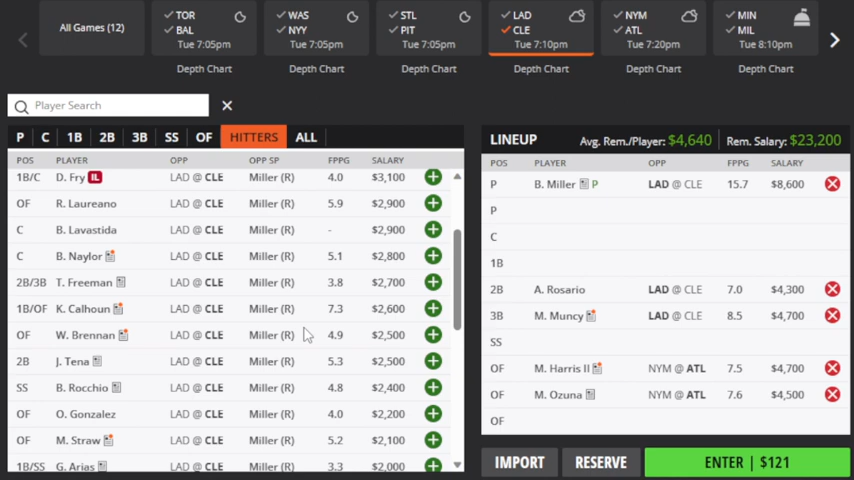 All Games (12)
TOR
BAL
Tue 7:05pm
Depth Chart
WAS
NYY
Tue 7:05pm
Depth Chart
STL
PIT
Tue 7:05pm
Depth Chart
LAD
CLE
Tue 7:10pm
Depth Chart
NYM
ATL
Tue 7:20pm
Depth Chart
MIN
MIL
Tue 8:10pm
Depth Chart
Player Search
P C 1B 2B 3B SS OF HITTERS ALL
POS PLAYER OPP OPP SP FPPG SALARY
1B/C D. Fry IL LAD @ CLE Miller (R) 4.0 $3,100
OF R. Laureano LAD @ CLE Miller (R) 5.9 $2,900
C B. Lavastida LAD @ CLE Miller (R) - $2,900
C B. Naylor LAD @ CLE Miller (R) 5.1 $2,800
2B/3B T. Freeman LAD @ CLE Miller (R) 3.8 $2,700
1B/OF K. Calhoun LAD @ CLE Miller (R) 7.3 $2,600
OF W. Brennan LAD @ CLE Miller (R) 4.9 $2,500
2B J. Tena LAD @ CLE Miller (R) 5.3 $2,500
SS B. Rocchio LAD @ CLE Miller (R) 4.8 $2,400
OF O. Gonzalez LAD @ CLE Miller (R) 4.0 $2,200
OF M. Straw LAD @ CLE Miller (R) 5.2 $2,100
1B/SS G. Arias LAD @ CLE Miller (R) 3.3 $2,000
LINEUP Avg. Rem./Player: $4,640 Rem. Salary: $23,200
POS PLAYER OPP FPPG SALARY
P B. Miller P LAD @ CLE 15.7 $8,600
P
C
1B
2B A. Rosario LAD @ CLE 7.0 $4,300
3B M. Muncy LAD @ CLE 8.5 $4,700
SS
OF M. Harris II NYM @ ATL 7.5 $4,700
OF M. Ozuna NYM @ ATL 7.6 $4,500
OF
IMPORT RESERVE ENTER | $121